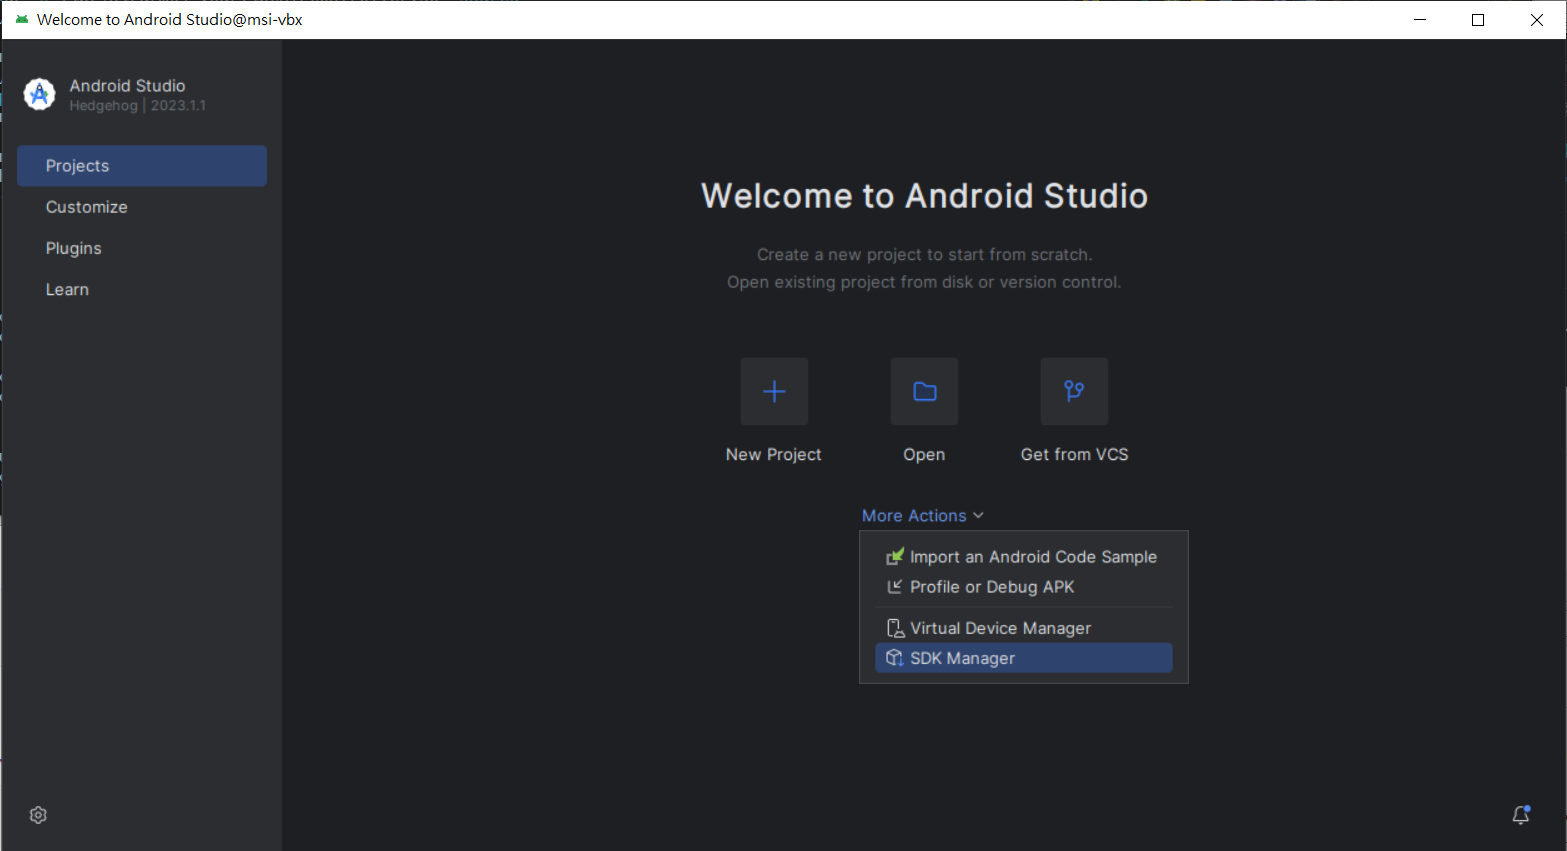 Welcome to Android Studio@msi-vbx
Android Studio
Hedgehog | 2023.1.1
Projects
Customize
Plugins
Learn
Welcome to Android Studio
Create a new project to start from scratch.
Open existing project from disk or version control.
New Project
Open
Get from VCS
More Actions
Import an Android Code Sample
Profile or Debug APK
Virtual Device Manager
SDK Manager